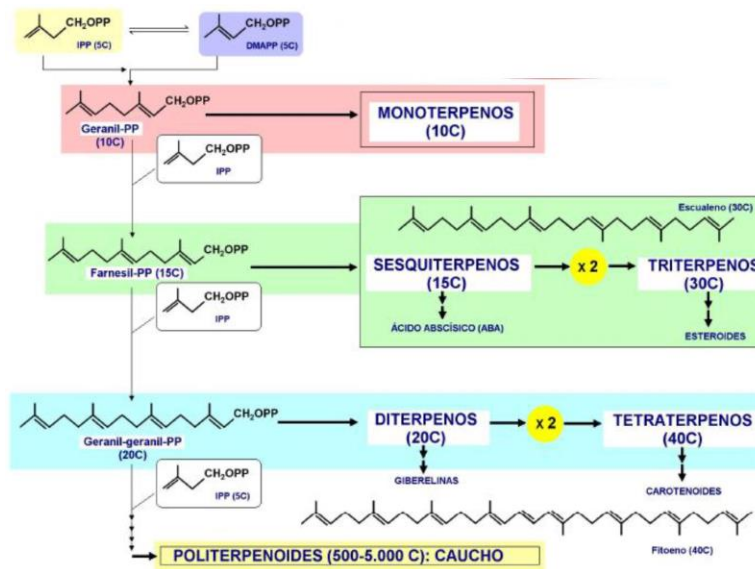 CH₂OPP
IPP (5C)
CH₂OPP
DMAPP (5C)
CH₂OPP
Geranil-PP
(10C)
MONOTERPENOS
(10C)
CH₂OPP
IPP
Escualeno (30C)
CH₂OPP
Farnesil-PP (15C)
SESQUITERPENOS
(15C)
x 2
TRITERPENOS
(30C)
CH₂OPP
IPP
ÁCIDO ABSCÍSICO (ABA)
ESTEROIDES
CH₂OPP
Geranil-geranil-PP
(20C)
DITERPENOS
(20C)
x 2
TETRATERPENOS
(40C)
CH₂OPP
IPP (5C)
GIBERELINAS
CAROTENOIDES
Fitoeno (40C)
POLITERPENOIDES (500-5.000 C): CAUCHO